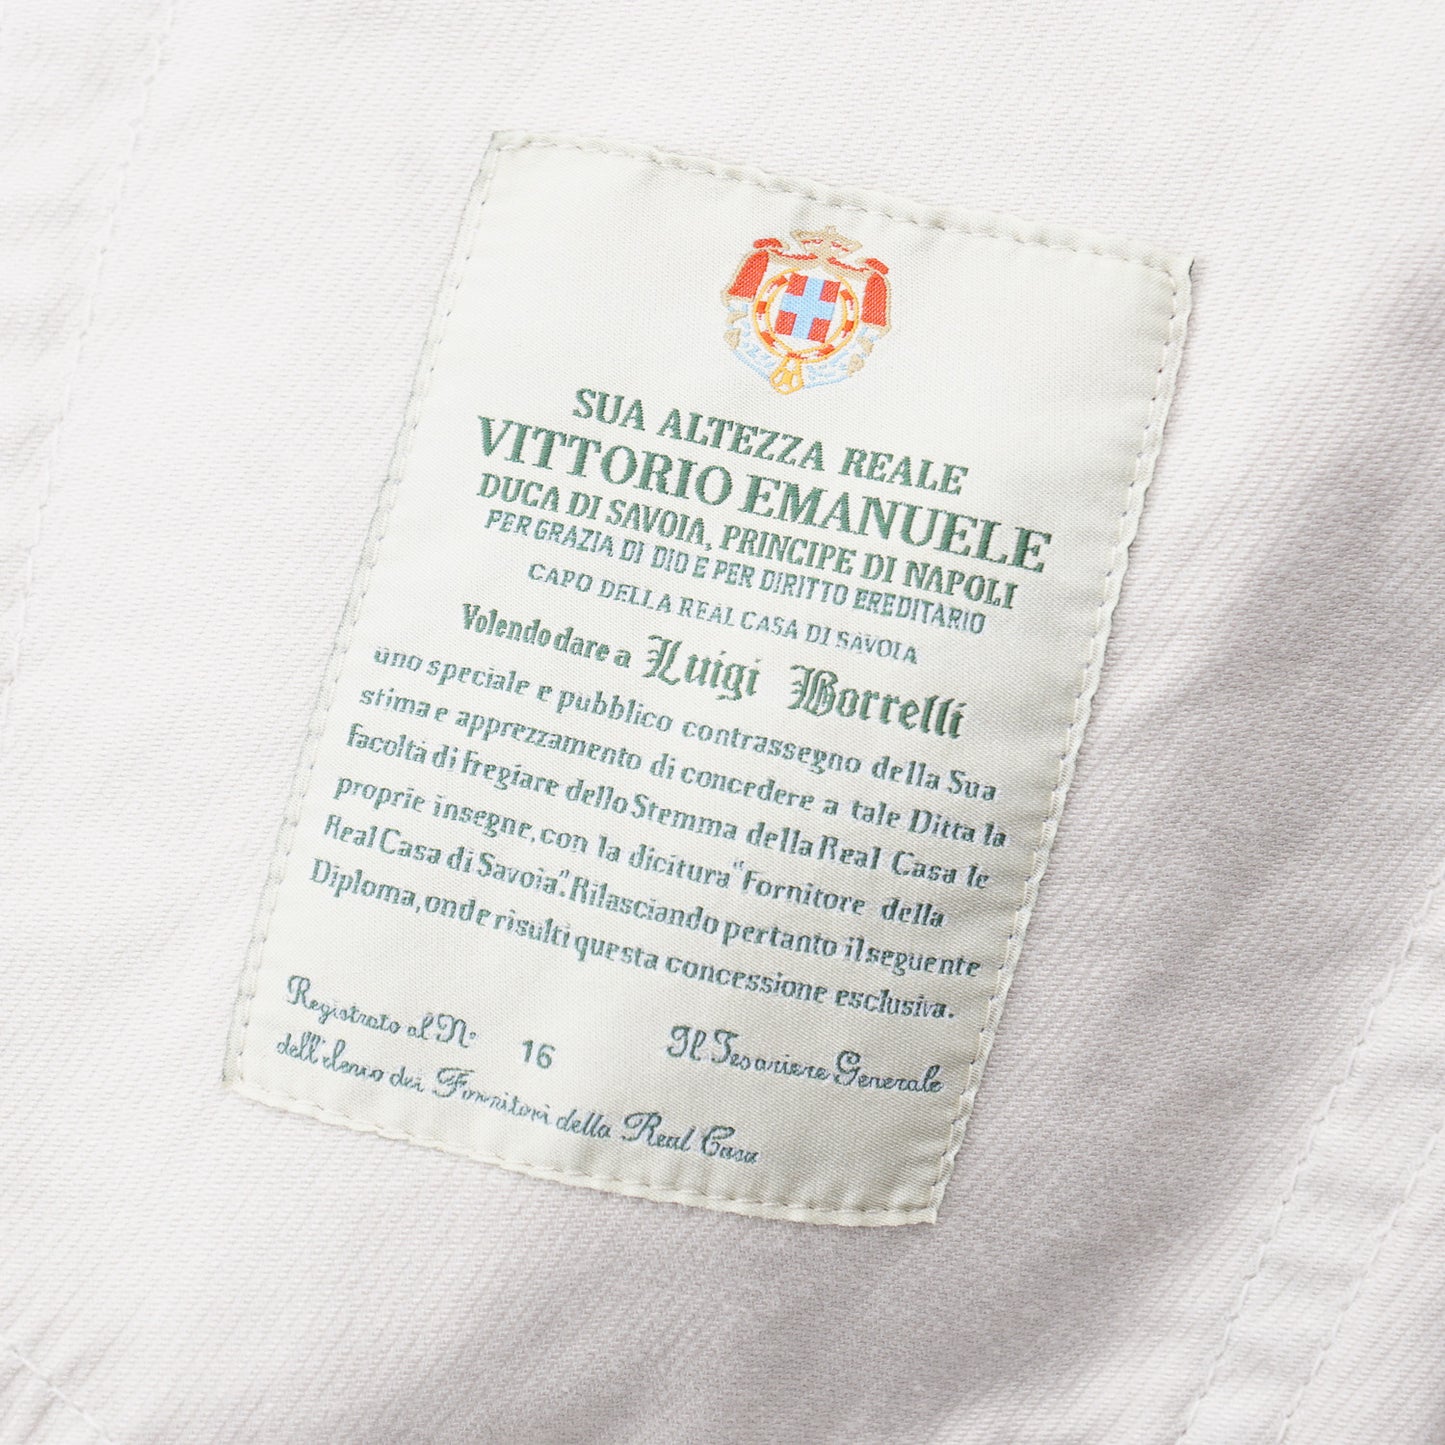 SUA ALTEZZA REALE
VITTORIO EMANUELE
DUCA DI SAVOIA, PRINCIPE DI NAPOLI
PER GRAZIA DI DIO E PER DIRITTO EREDITARIO
CAPO DELLA REAL CASA DI SAVOIA
Volendo dare a Luigi Borrelli
uno speciale e pubblico contrassegno della Sua
stima e apprezzamento di concedere a tale Ditta la
facoltà di fregiare dello Stemma della Real Casa le
proprie insegne, con la dicitura "Fornitore della
Real Casa di Savoia". Rilasciando pertanto il seguente
Diploma, onde risulti questa concessione esclusiva.
Registrato al N° 16 Il Tesoriere Generale
dell'elenco dei Fornitori della Real Casa